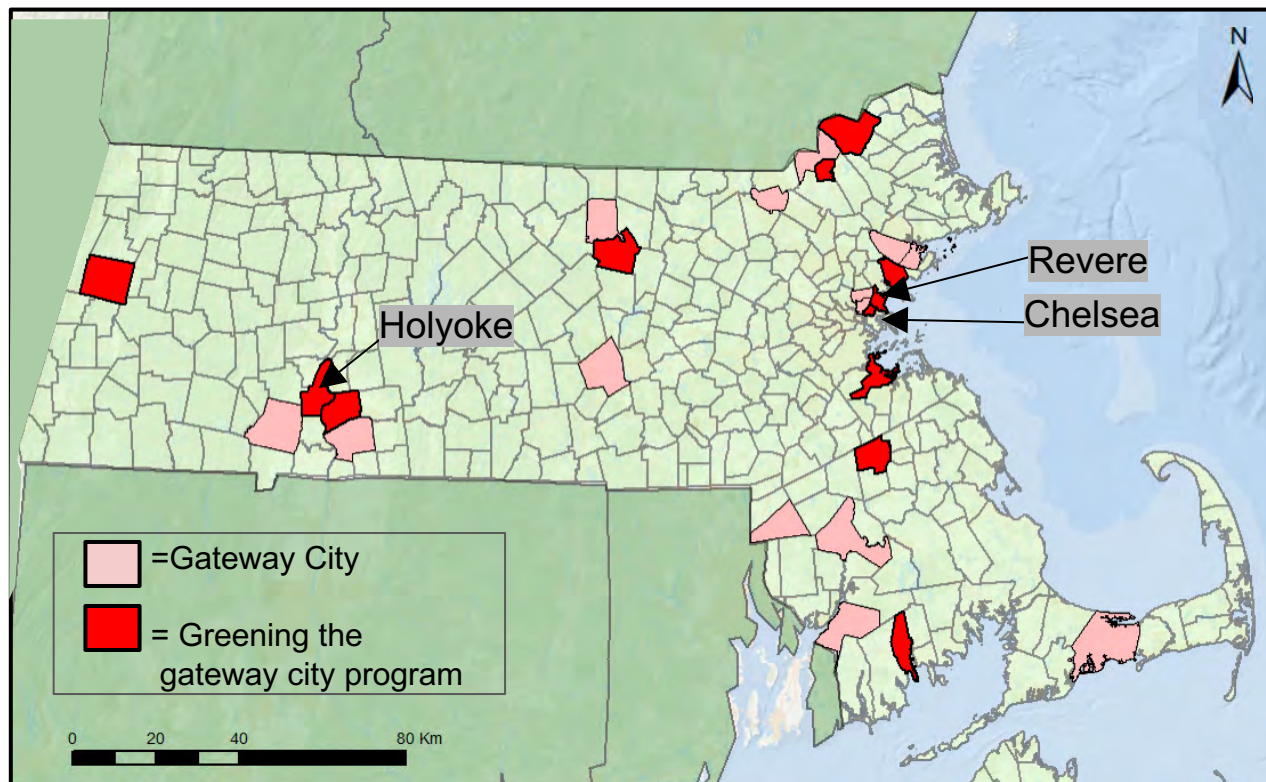 N
Revere
Chelsea
Holyoke
=Gateway City
= Greening the
gateway city program
0 20 40 80 Km